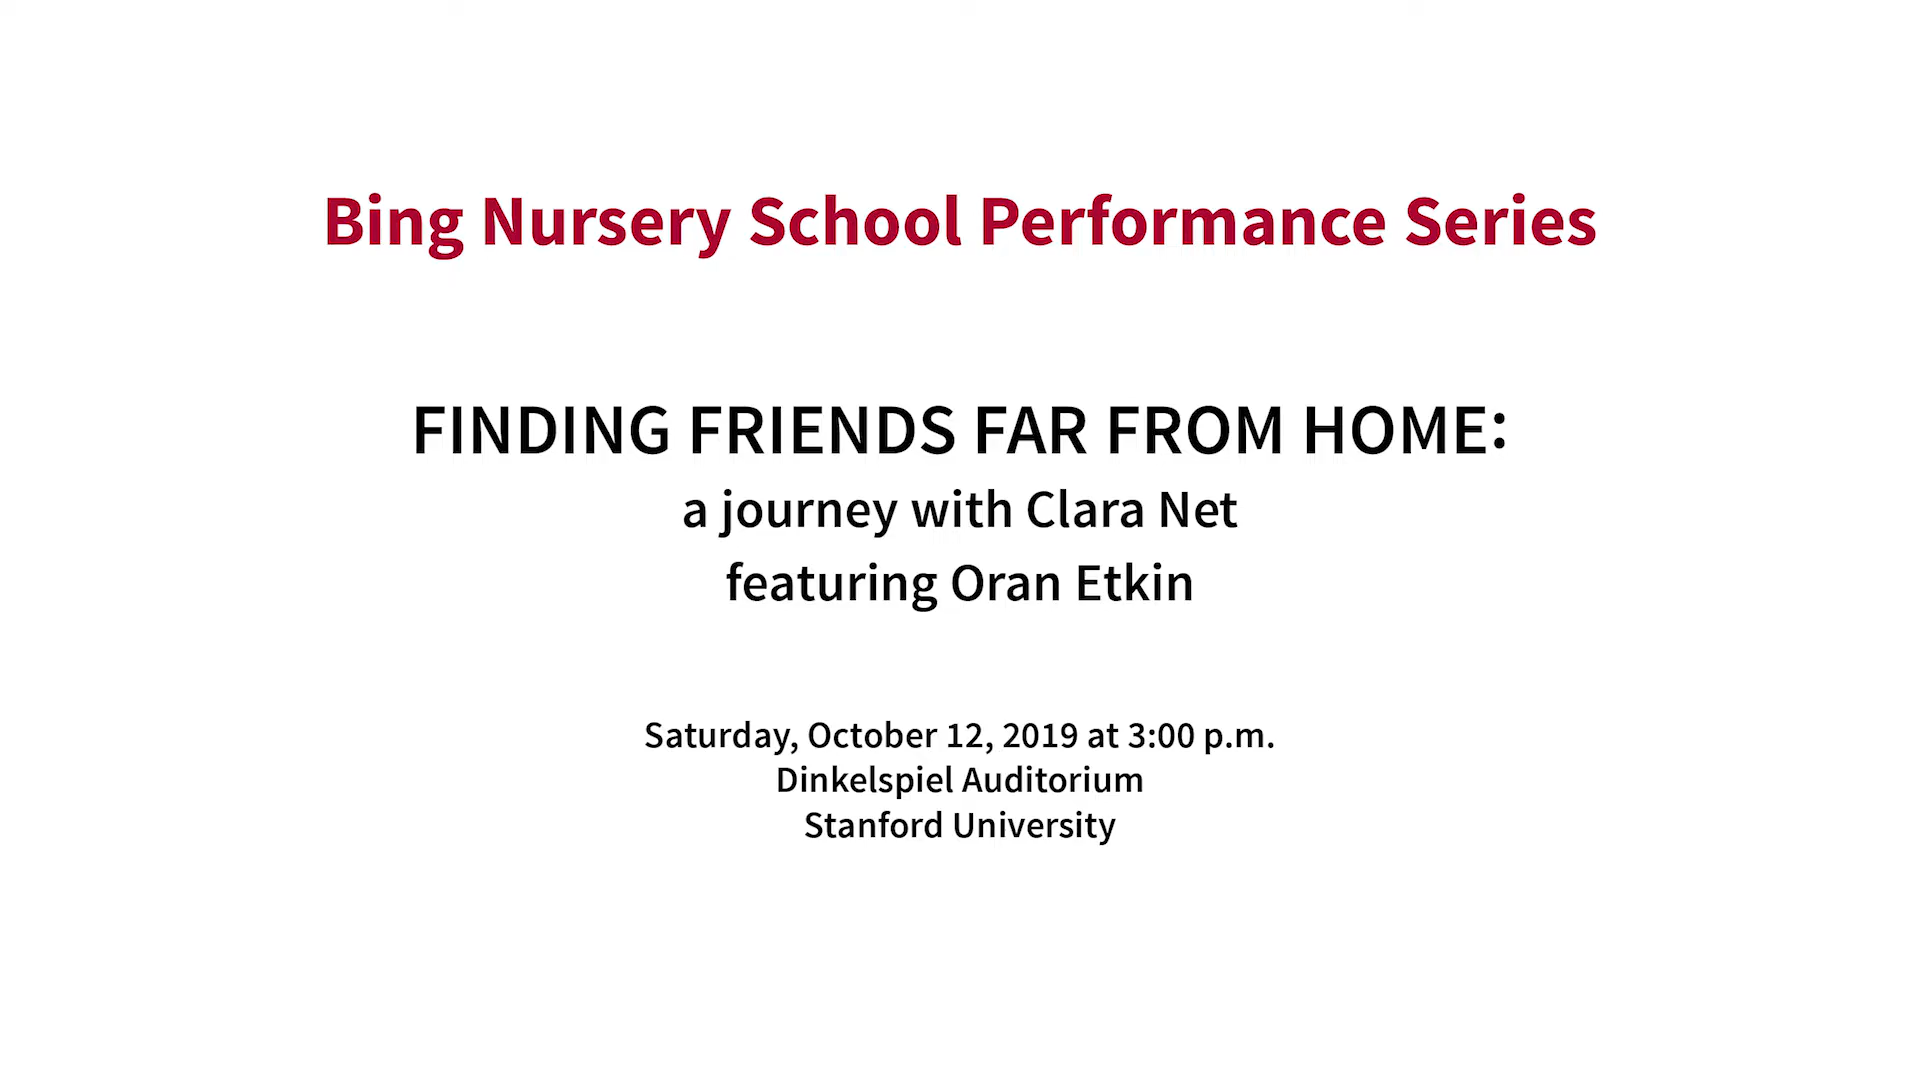 Bing Nursery School Performance Series
FINDING FRIENDS FAR FROM HOME:
a journey with Clara Net
featuring Oran Etkin
Saturday, October 12, 2019 at 3:00 p.m.
Dinkelspiel Auditorium
Stanford University